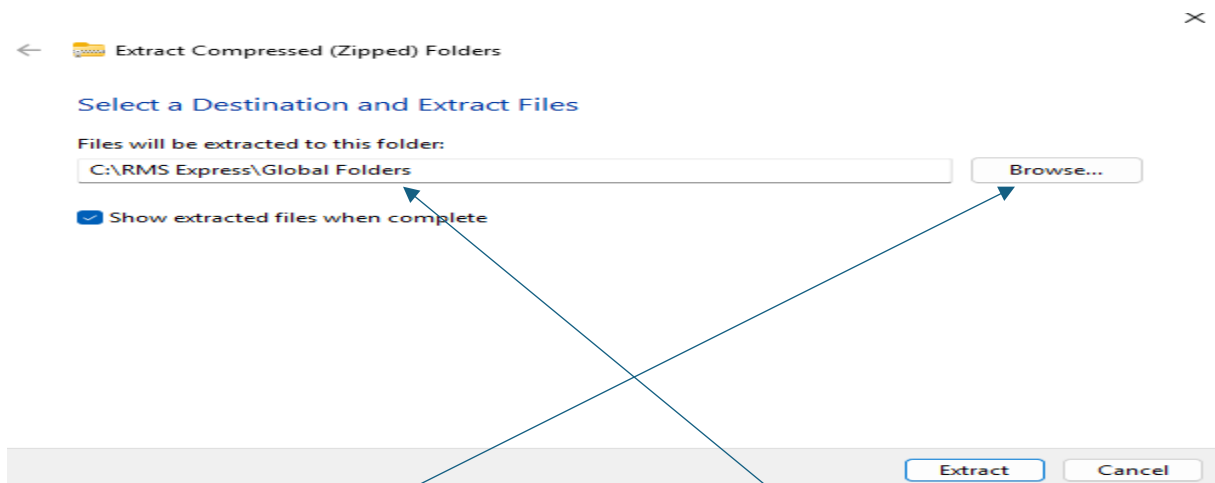 Extract Compressed (Zipped) Folders
Select a Destination and Extract Files
Files will be extracted to this folder:
C:\RMS Express\Global Folders
Browse...
Show extracted files when complete
Extract
Cancel